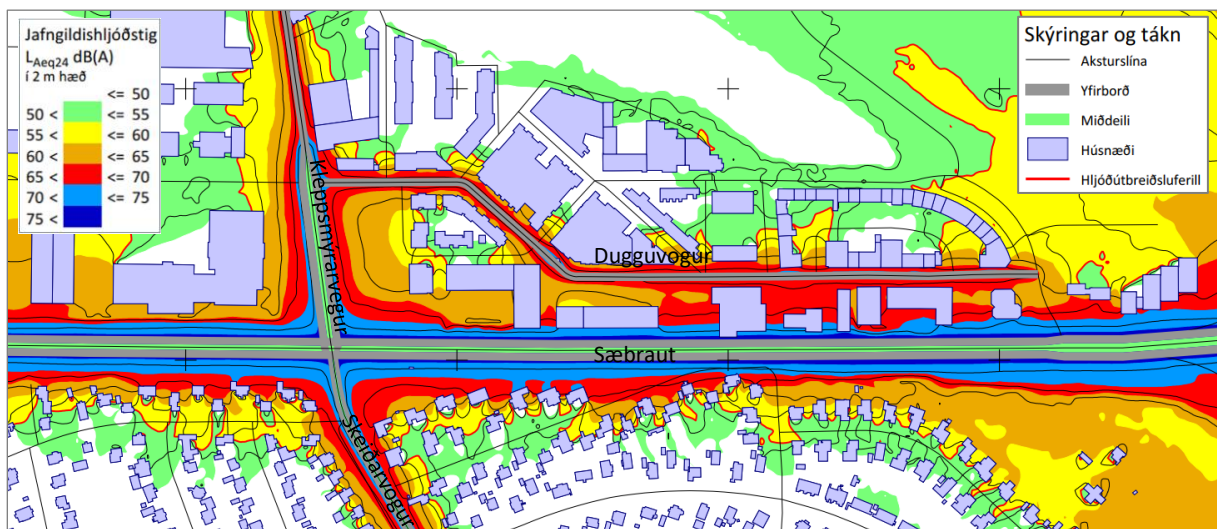 Jafngildishljóðstig
LAeq24 dB(A)
í 2 m hæð
<= 50
50 < <= 55
55 < <= 60
60 < <= 65
65 < <= 70
70 < <= 75
75 <
Skýringar og tákn
Aksturslína
Yfirborð
Miðdeili
Húsnæði
Hljóðútbreiðsluferill
Kleppsmýrarvegur
Dugguvogur
Sæbraut
Skeiðarvogur